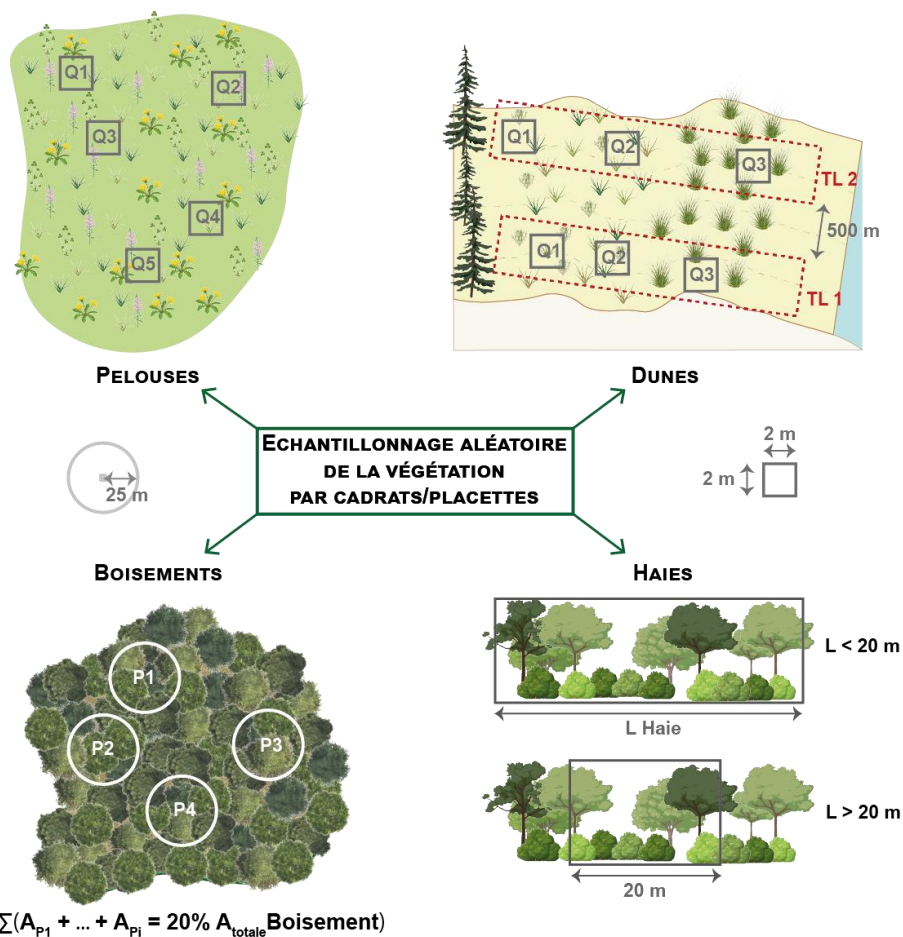 Q1
Q2
Q3
Q4
Q5
Q1
Q2
Q3
TL 2
500 m
Q1
Q2
Q3
TL 1
PELOUSES
DUNES
ECHANTILLONNAGE ALÉATOIRE
DE LA VÉGÉTATION
PAR CADRATS/PLACETTES
25 m
2 m
2 m
BOISEMENTS
HAIES
P1
P2
P3
P4
L < 20 m
L Haie
L > 20 m
20 m
∑(AP1 + ... + APi = 20% AtotaleBoisement)